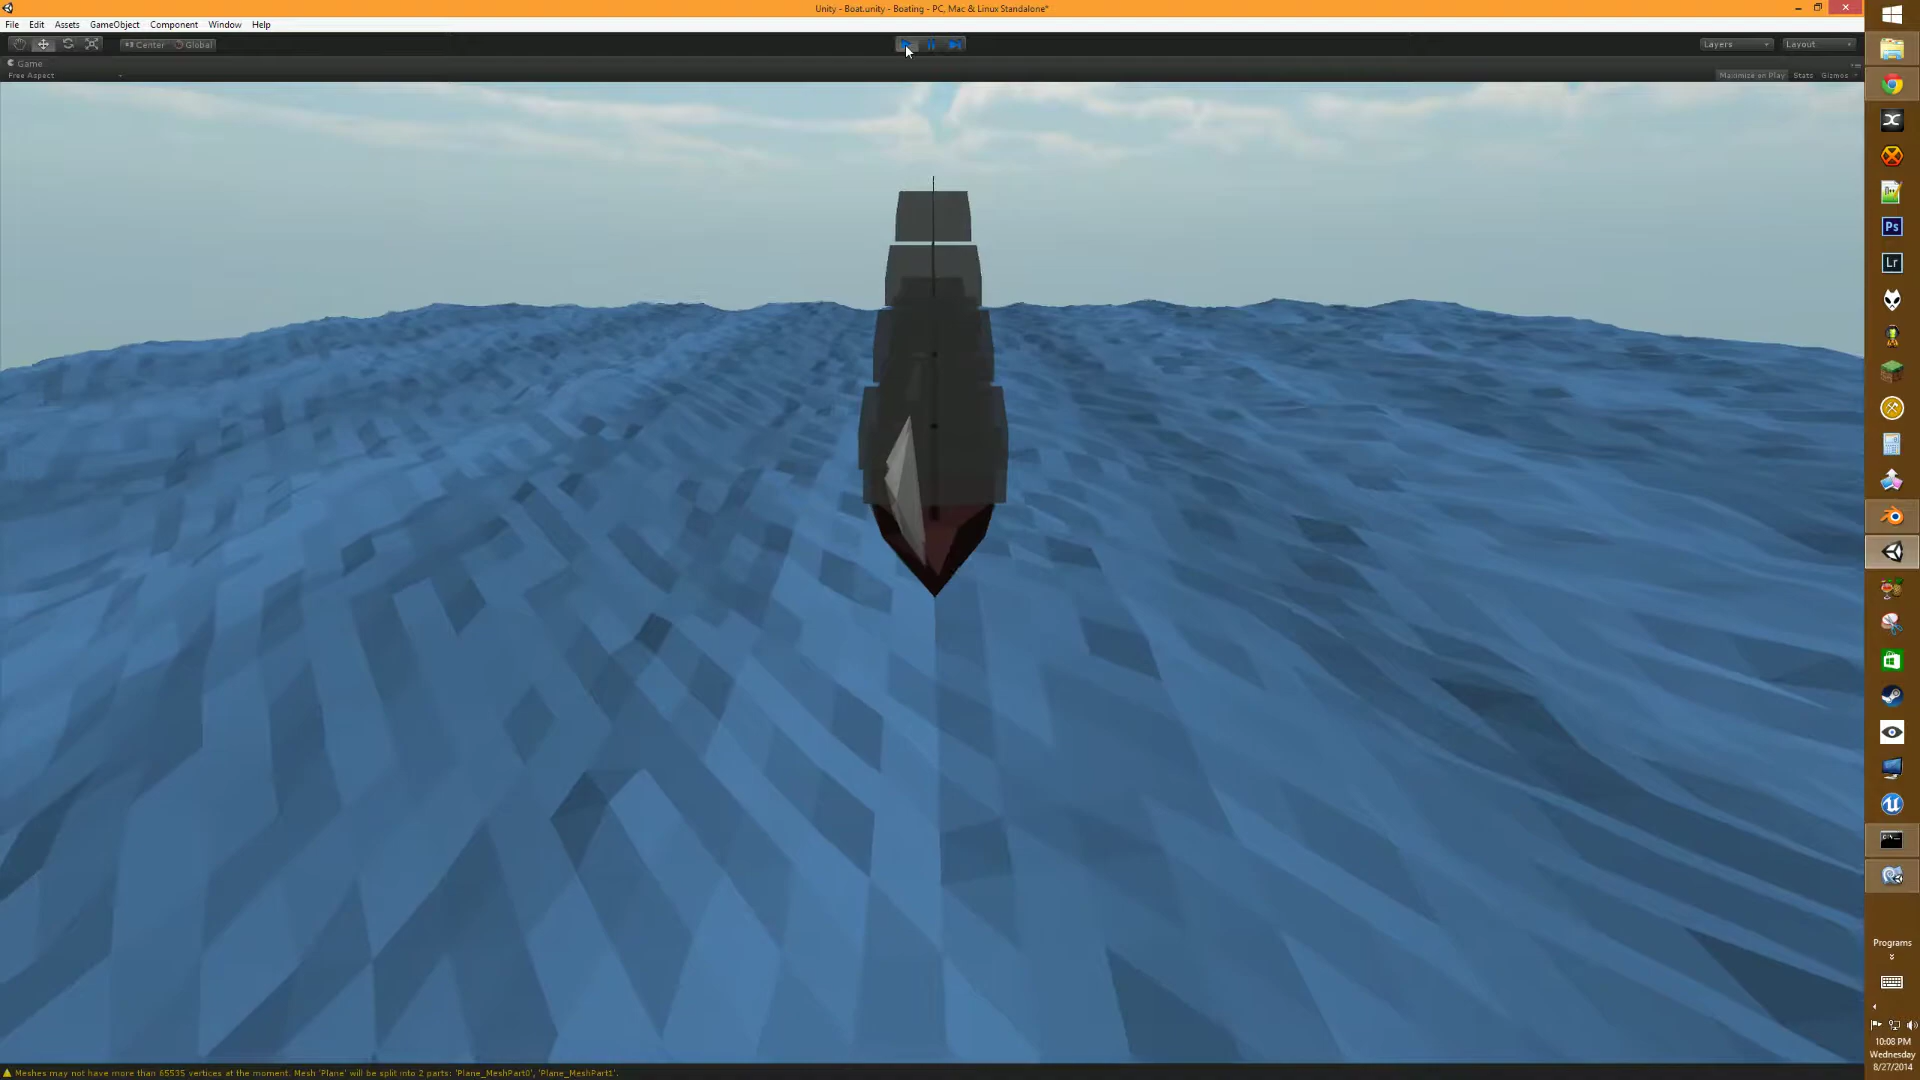 Unity - Boat.unity - Boating - PC, Mac & Linux Standalone*
File Edit Assets GameObject Component Window Help
Center Global
Layers Layout
Game
Free Aspect
Maximize on Play Stats Gizmos
Ps
Lr
Programs
10:08 PM
Wednesday
8/27/2014
Meshes may not have more than 65535 vertices at the moment. Mesh 'Plane' will be split into 2 parts: 'Plane_MeshPart0', 'Plane_MeshPart1'.